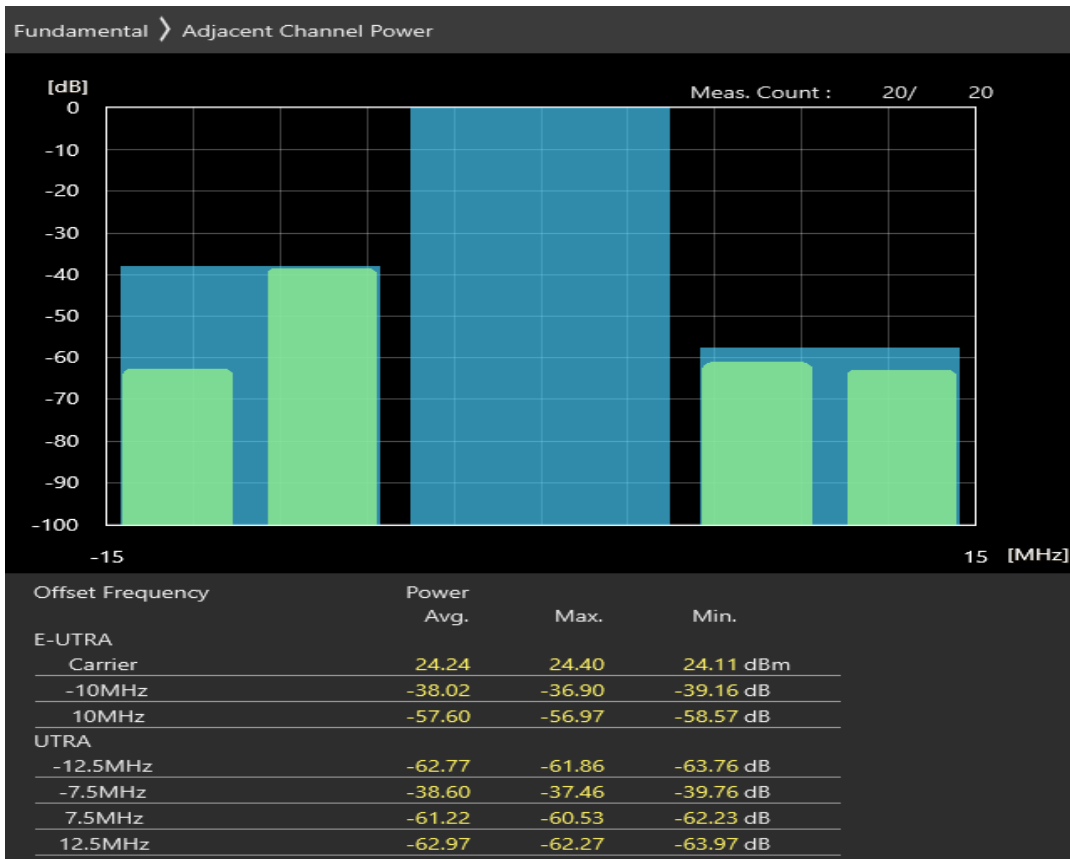 Fundamental ❭ Adjacent Channel Power
[dB]
Meas. Count : 20/ 20
0
-10
-20
-30
-40
-50
-60
-70
-80
-90
-100
-15 15 [MHz]
Offset Frequency Power
Avg. Max. Min.
E-UTRA
Carrier 24.24 24.40 24.11 dBm
-10MHz -38.02 -36.90 -39.16 dB
10MHz -57.60 -56.97 -58.57 dB
UTRA
-12.5MHz -62.77 -61.86 -63.76 dB
-7.5MHz -38.60 -37.46 -39.76 dB
7.5MHz -61.22 -60.53 -62.23 dB
12.5MHz -62.97 -62.27 -63.97 dB